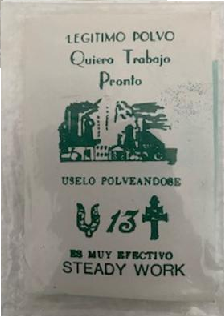 LEGITIMO POLVO
Quiero Trabajo
Pronto
USELO POLVEANDOSE
13
ES MUY EFECTIVO
STEADY WORK